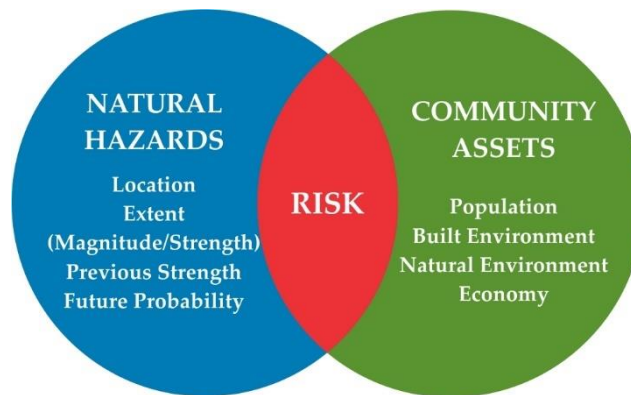 NATURAL
HAZARDS
Location
Extent
(Magnitude/Strength)
Previous Strength
Future Probability
RISK
COMMUNITY
ASSETS
Population
Built Environment
Natural Environment
Economy